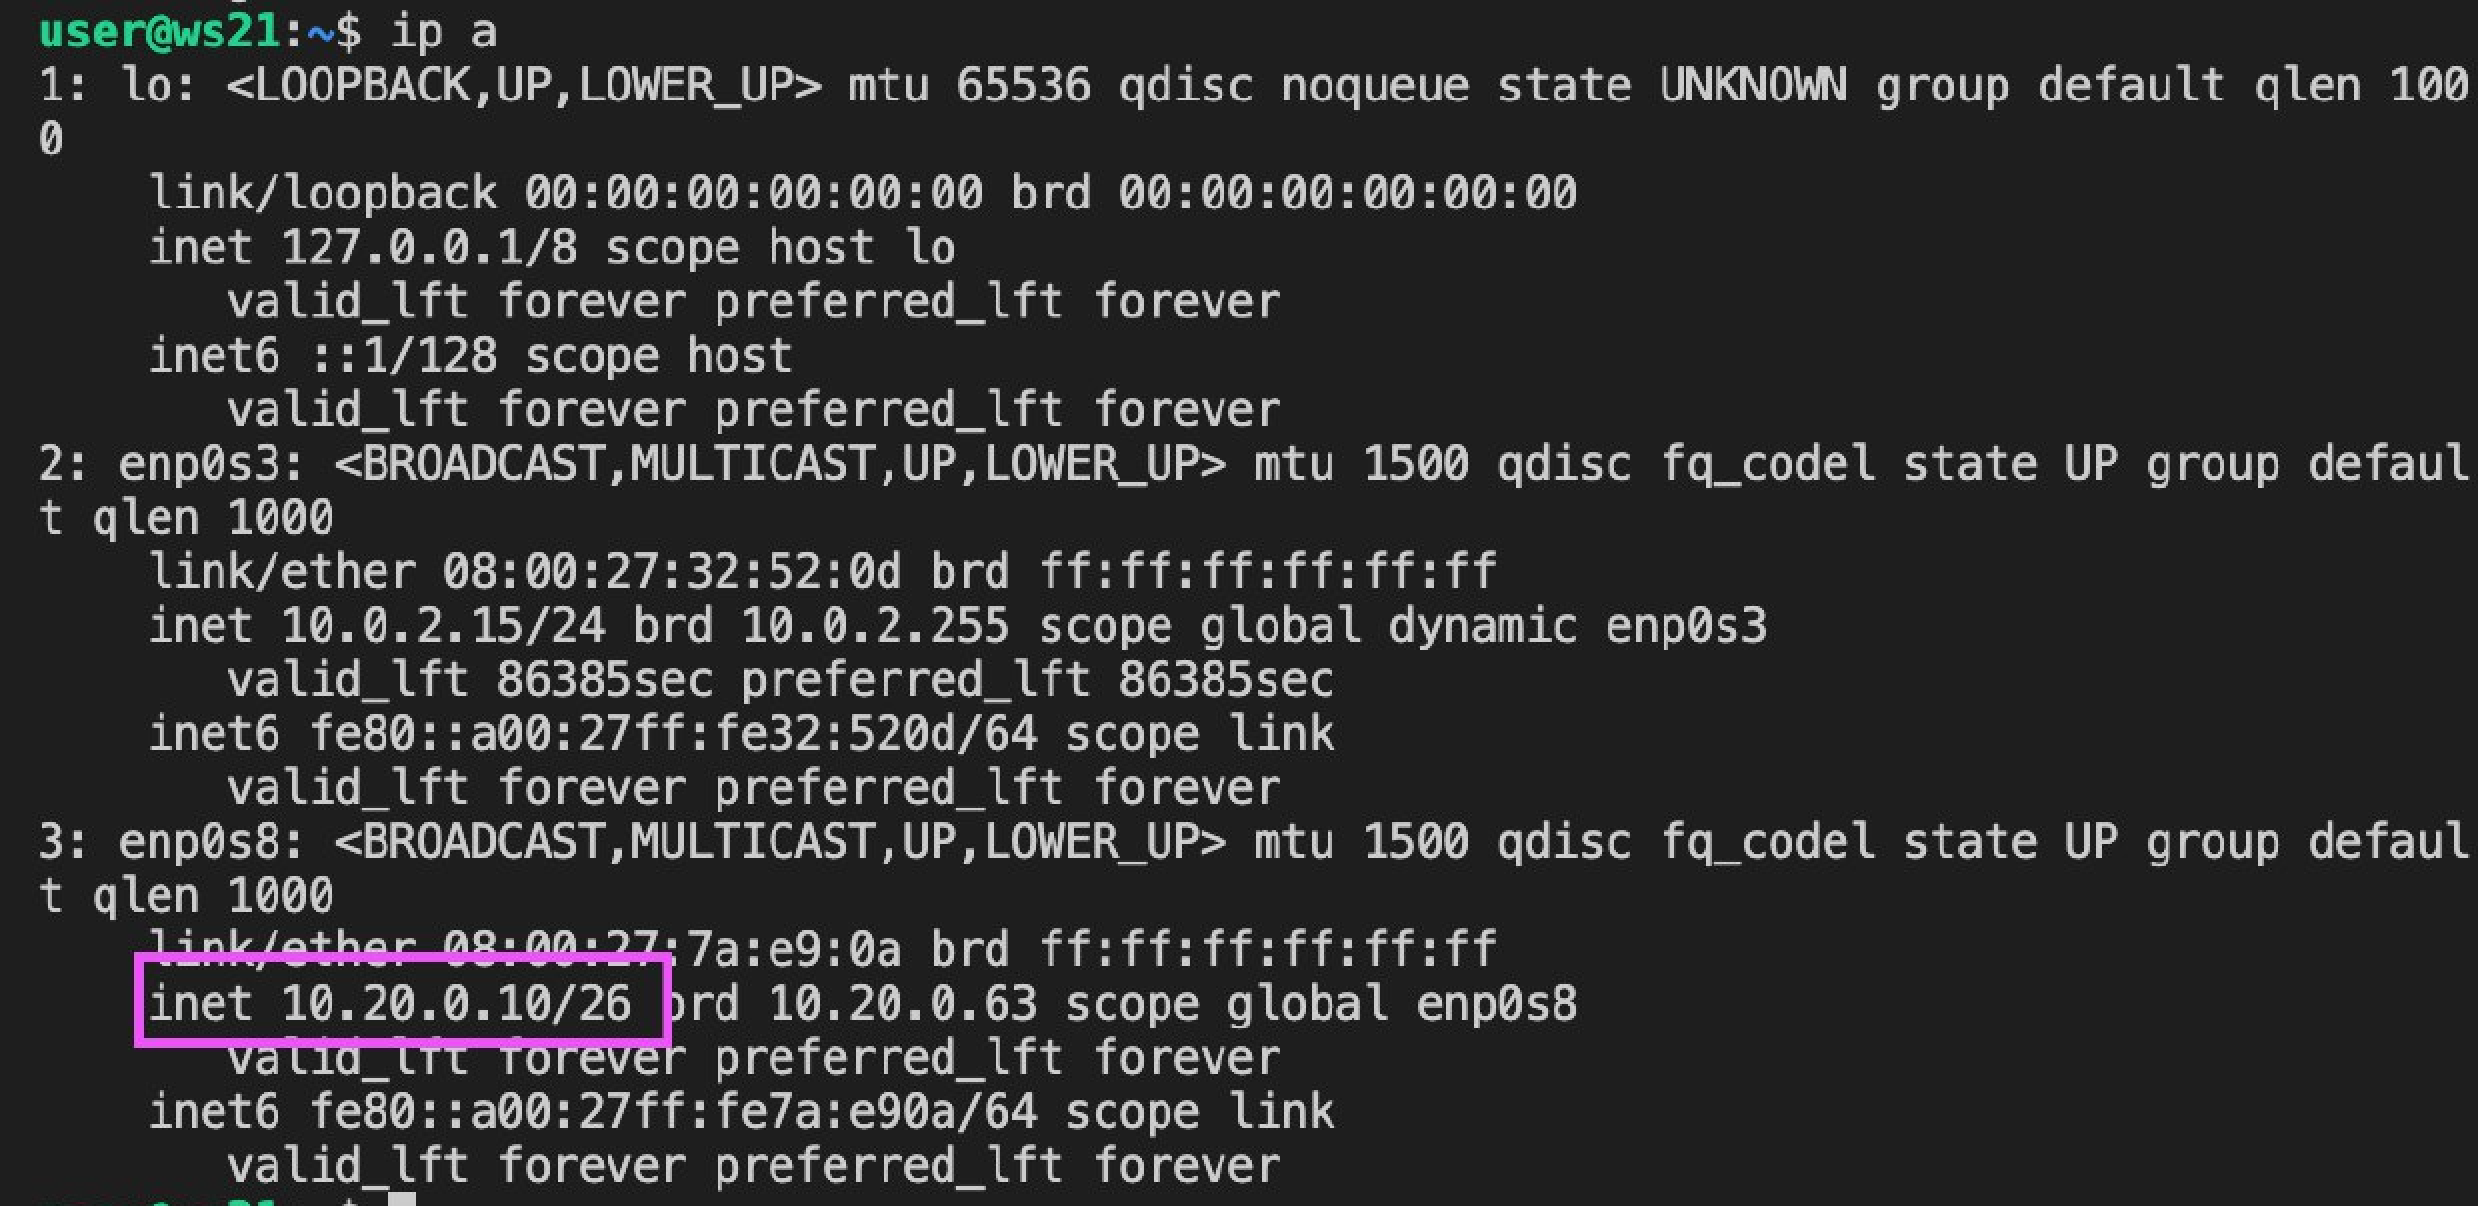 user@ws21:~$ ip a
1: lo: <LOOPBACK,UP,LOWER_UP> mtu 65536 qdisc noqueue state UNKNOWN group default qlen 100
0
link/loopback 00:00:00:00:00:00 brd 00:00:00:00:00:00
inet 127.0.0.1/8 scope host lo
valid_lft forever preferred_lft forever
inet6 ::1/128 scope host
valid_lft forever preferred_lft forever
2: enp0s3: <BROADCAST,MULTICAST,UP,LOWER_UP> mtu 1500 qdisc fq_codel state UP group defaul
t qlen 1000
link/ether 08:00:27:32:52:0d brd ff:ff:ff:ff:ff:ff
inet 10.0.2.15/24 brd 10.0.2.255 scope global dynamic enp0s3
valid_lft 86385sec preferred_lft 86385sec
inet6 fe80::a00:27ff:fe32:520d/64 scope link
valid_lft forever preferred_lft forever
3: enp0s8: <BROADCAST,MULTICAST,UP,LOWER_UP> mtu 1500 qdisc fq_codel state UP group defaul
t qlen 1000
link/ether 08:00:27:7a:e9:0a brd ff:ff:ff:ff:ff:ff
inet 10.20.0.10/26 brd 10.20.0.63 scope global enp0s8
valid_lft forever preferred_lft forever
inet6 fe80::a00:27ff:fe7a:e90a/64 scope link
valid_lft forever preferred_lft forever